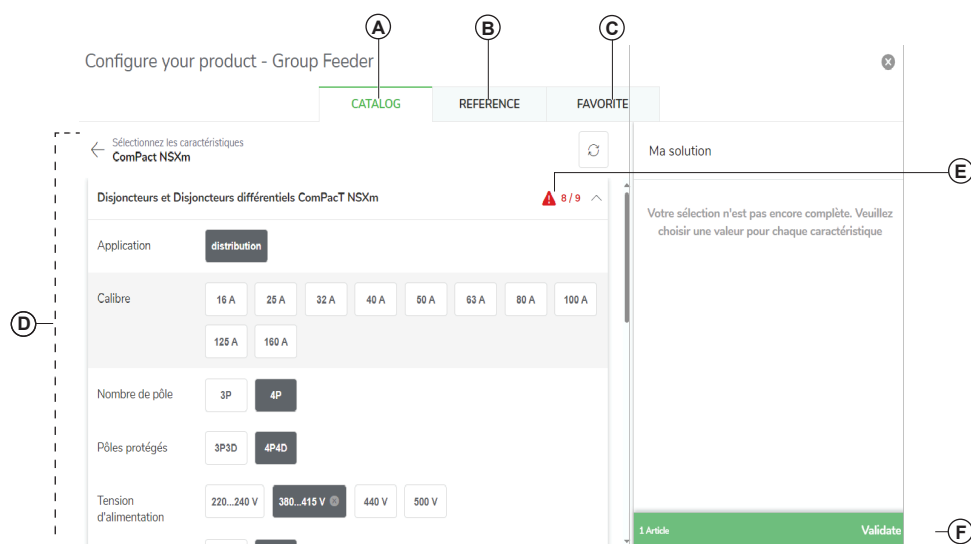 A
B
C
Configure your product - Group Feeder
CATALOG
REFERENCE
FAVORITE
Sélectionnez les caractéristiques
ComPact NSXm
Ma solution
E
Disjoncteurs et Disjoncteurs différentiels ComPacT NSXm
8 / 9
Votre sélection n'est pas encore complète. Veuillez
choisir une valeur pour chaque caractéristique
Application
distribution
Calibre
16 A
25 A
32 A
40 A
50 A
63 A
80 A
100 A
D
125 A
160 A
Nombre de pôle
3P
4P
Pôles protégés
3P3D
4P4D
Tension
d'alimentation
220...240 V
380...415 V
440 V
500 V
1 Article
Validate
F